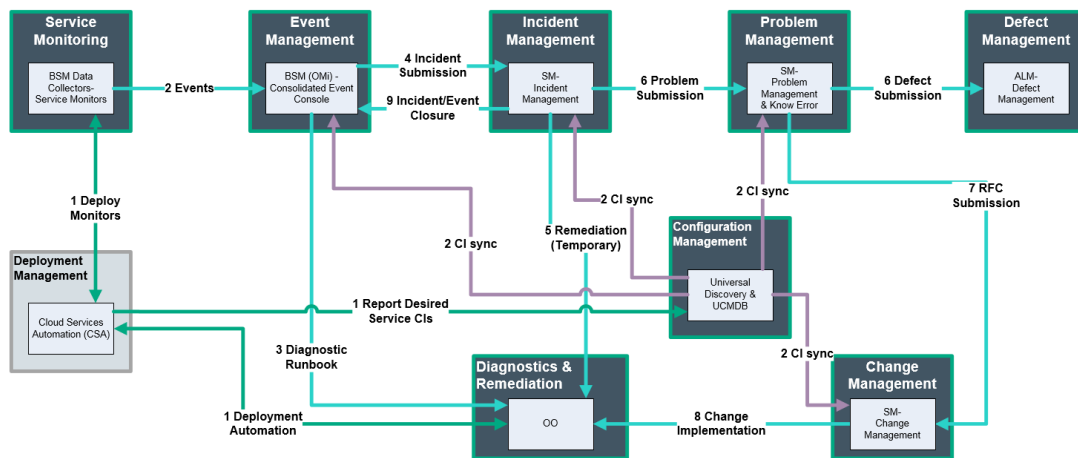 Service
Monitoring
BSM Data
Collectors-
Service Monitors
2 Events
Event
Management
BSM (OMi) -
Consolidated Event
Console
4 Incident
Submission
9 Incident/Event
Closure
Incident
Management
SM-
Incident
Management
6 Problem
Submission
Problem
Management
SM-
Problem
Management
& Know Error
6 Defect
Submission
Defect
Management
ALM-
Defect
Management
1 Deploy
Monitors
2 CI sync
2 CI sync
2 CI sync
7 RFC
Submission
5 Remediation
(Temporary)
Configuration
Management
Universal
Discovery &
UCMDB
Deployment
Management
Cloud Services
Automation (CSA)
1 Report Desired
Service CIs
3 Diagnostic
Runbook
2 CI sync
1 Deployment
Automation
Diagnostics &
Remediation
OO
8 Change
Implementation
Change
Management
SM-
Change
Management